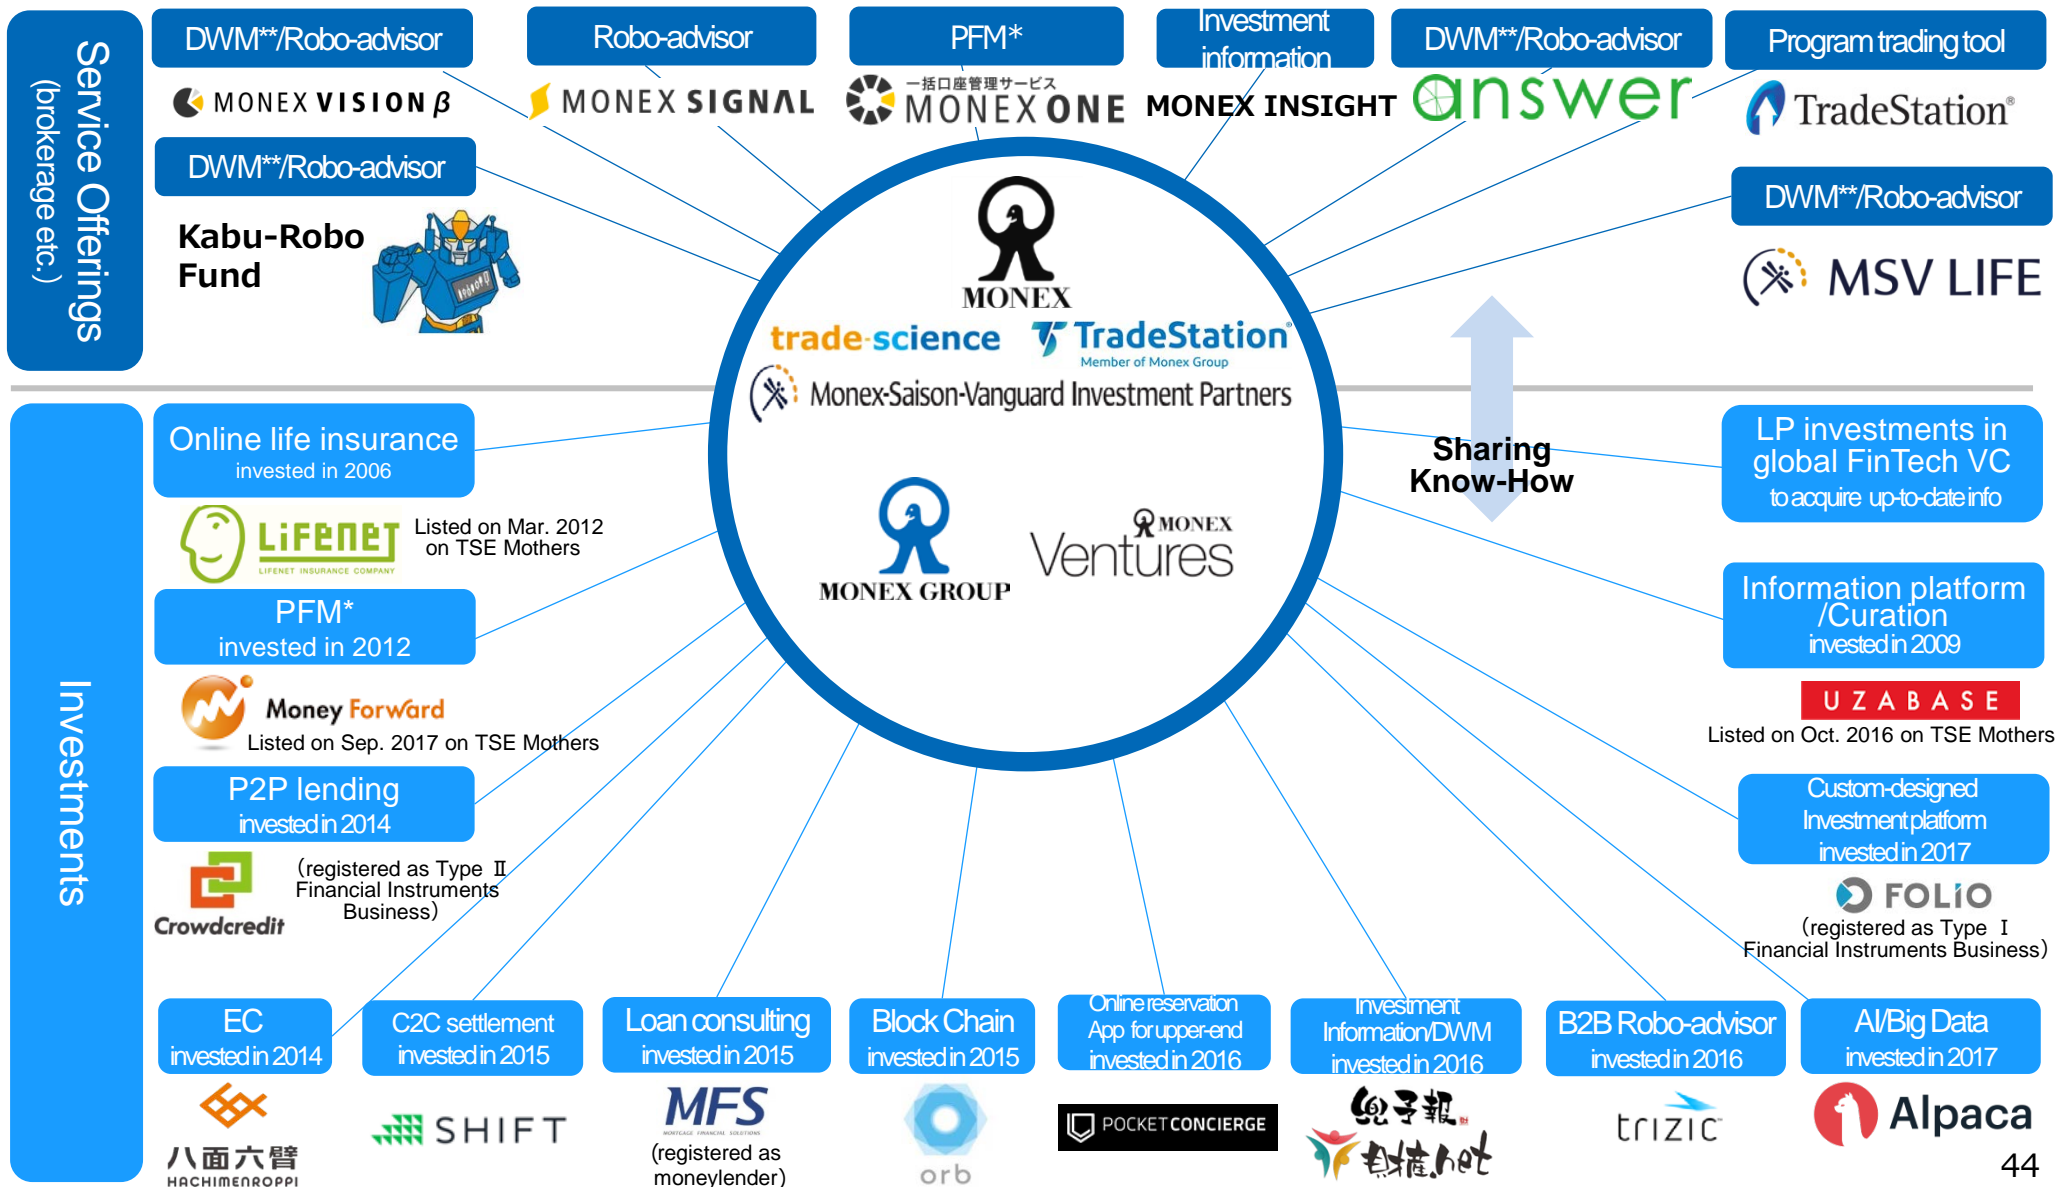 Service Offerings
(brokerage etc.)
DWM**/Robo-advisor
MONEX VISION β
DWM**/Robo-advisor
Kabu-Robo
Fund
Robo-advisor
MONEX SIGNAL
PFM*
一括口座管理サービス
MONEX ONE
Investment
information
MONEX INSIGHT
DWM**/Robo-advisor
answer
Program trading tool
TradeStation®
DWM**/Robo-advisor
MSV LIFE
MONEX
trade-science
TradeStation®
Member of Monex Group
Monex-Saison-Vanguard Investment Partners
MONEX GROUP
MONEX
Ventures
Sharing
Know-How
Investments
Online life insurance
invested in 2006
LiFENET
LIFENET INSURANCE COMPANY
Listed on Mar. 2012
on TSE Mothers
PFM*
invested in 2012
Money Forward
Listed on Sep. 2017 on TSE Mothers
P2P lending
invested in 2014
Crowdcredit
(registered as Type Ⅱ
Financial Instruments
Business)
LP investments in
global FinTech VC
to acquire up-to-date info
Information platform
/Curation
invested in 2009
UZABASE
Listed on Oct. 2016 on TSE Mothers
Custom-designed
Investment platform
invested in 2017
FOLiO
(registered as Type Ⅰ
Financial Instruments Business)
EC
invested in 2014
八面六臂
HACHIMENROPPI
C2C settlement
invested in 2015
SHIFT
Loan consulting
invested in 2015
MFS
MORTGAGE FINANCIAL SOLUTIONS
(registered as
moneylender)
Block Chain
invested in 2015
orb
Online reservation
App for upper-end
invested in 2016
POCKET CONCIERGE
Investment
Information/DWM
invested in 2016
兜予報
資産.net
B2B Robo-advisor
invested in 2016
trizic
AI/Big Data
invested in 2017
Alpaca
44